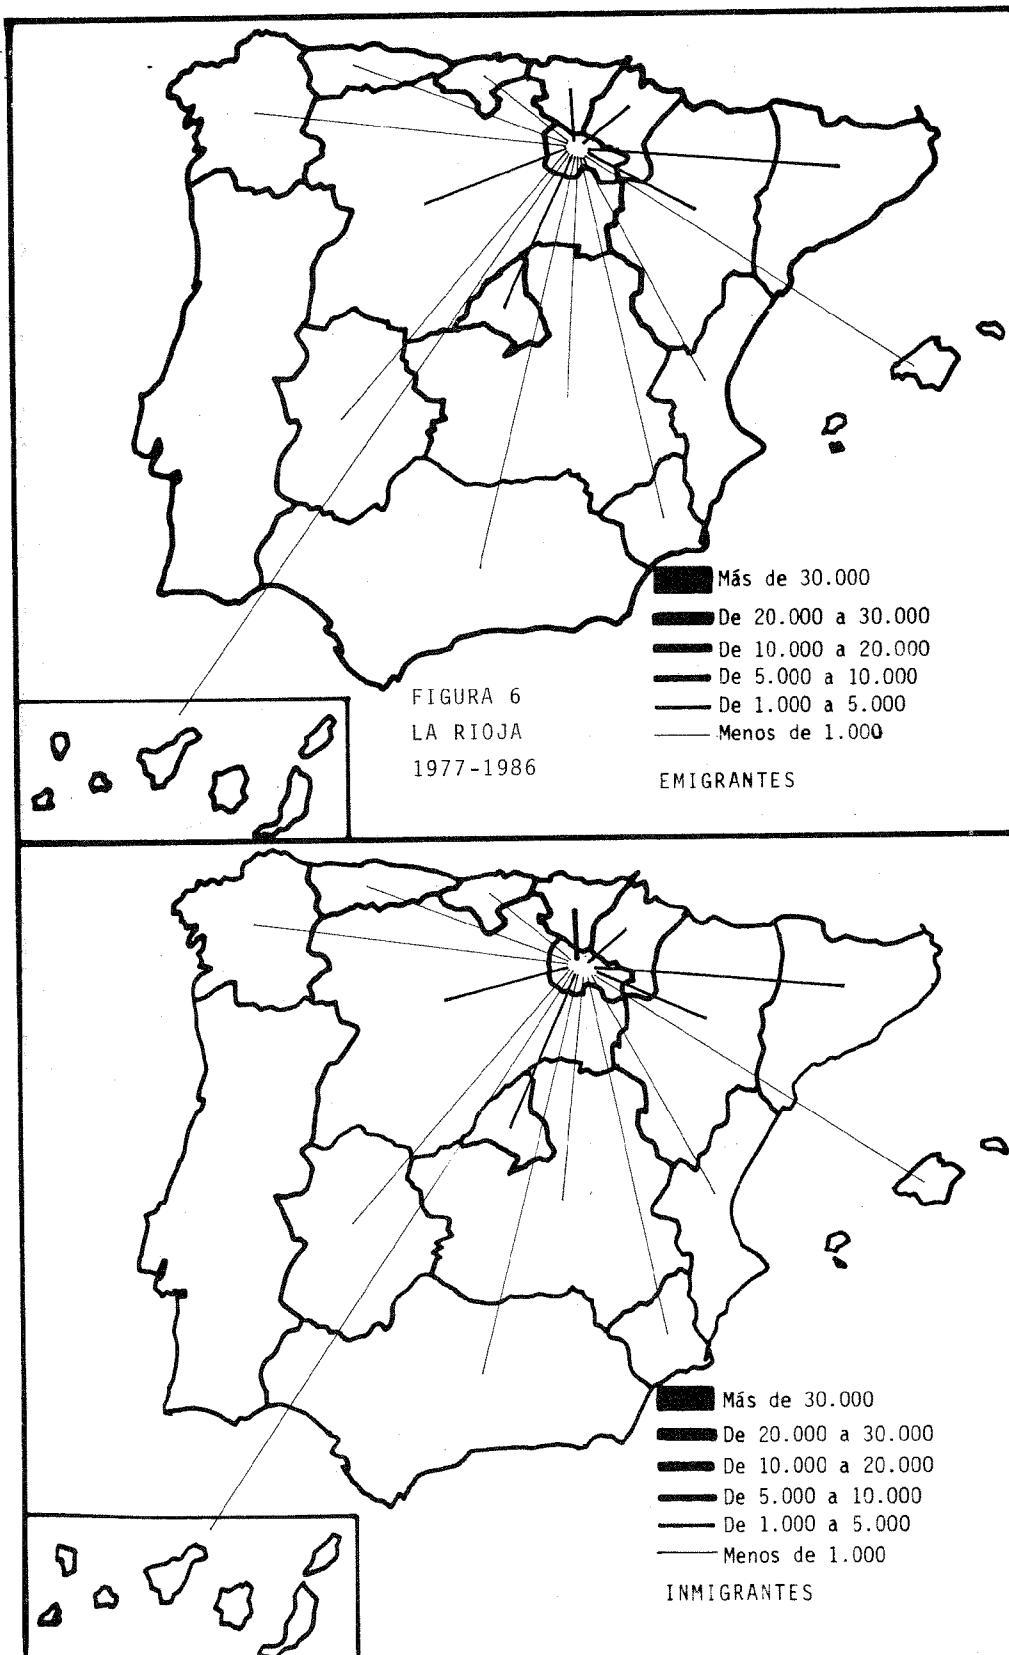 Más de 30.000
De 20.000 a 30.000
De 10.000 a 20.000
De 5.000 a 10.000
De 1.000 a 5.000
Menos de 1.000
EMIGRANTES
FIGURA 6
LA RIOJA
1977-1986
Más de 30.000
De 20.000 a 30.000
De 10.000 a 20.000
De 5.000 a 10.000
De 1.000 a 5.000
Menos de 1.000
INMIGRANTES